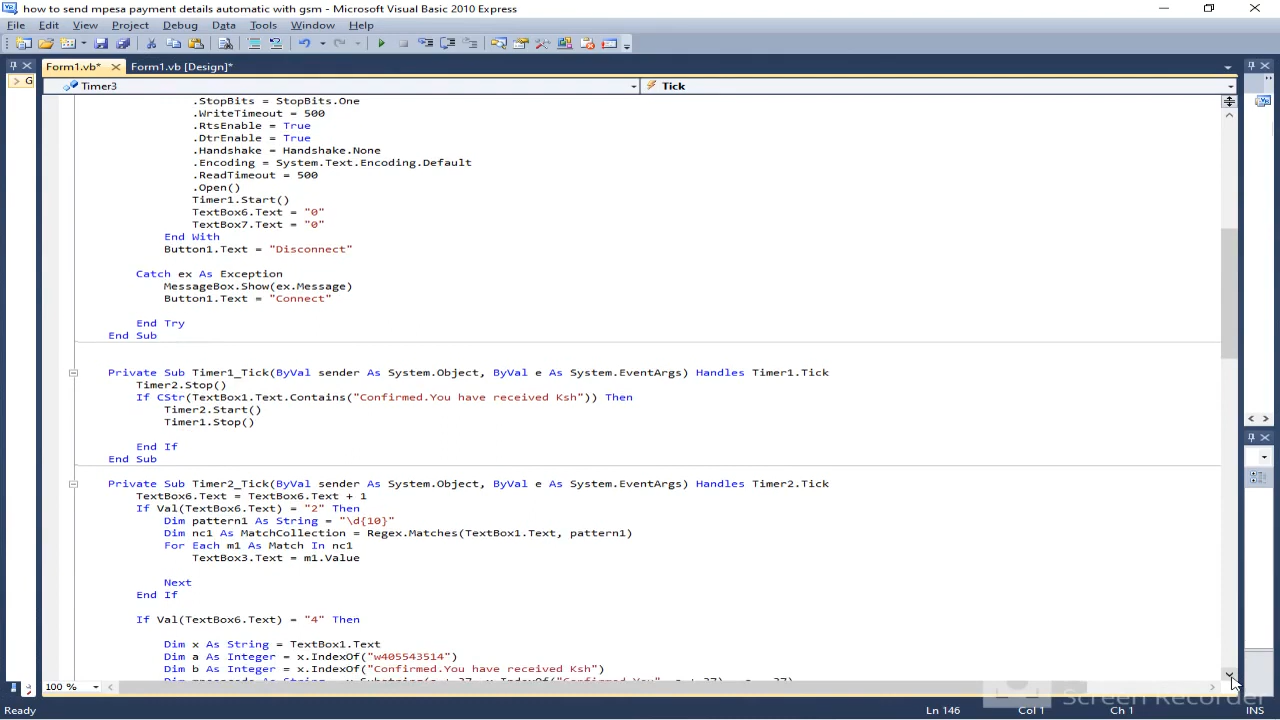 how to send mpesa payment details automatic with gsm - Microsoft Visual Basic 2010 Express
File Edit View Project Debug Data Tools Window Help
Form1.vb* Form1.vb [Design]*
G
Timer3 Tick
.StopBits = StopBits.One
.WriteTimeout = 500
.RtsEnable = True
.DtrEnable = True
.Handshake = Handshake.None
.Encoding = System.Text.Encoding.Default
.ReadTimeout = 500
.Open()
Timer1.Start()
TextBox6.Text = "0"
TextBox7.Text = "0"
End With
Button1.Text = "Disconnect"
Catch ex As Exception
MessageBox.Show(ex.Message)
Button1.Text = "Connect"
End Try
End Sub
Private Sub Timer1_Tick(ByVal sender As System.Object, ByVal e As System.EventArgs) Handles Timer1.Tick
Timer2.Stop()
If CStr(TextBox1.Text.Contains("Confirmed.You have received Ksh")) Then
Timer2.Start()
Timer1.Stop()
End If
End Sub
Private Sub Timer2_Tick(ByVal sender As System.Object, ByVal e As System.EventArgs) Handles Timer2.Tick
TextBox6.Text = TextBox6.Text + 1
If Val(TextBox6.Text) = "2" Then
Dim pattern1 As String = "\d{10}"
Dim nc1 As MatchCollection = Regex.Matches(TextBox1.Text, pattern1)
For Each m1 As Match In nc1
TextBox3.Text = m1.Value
Next
End If
If Val(TextBox6.Text) = "4" Then
Dim x As String = TextBox1.Text
Dim a As Integer = x.IndexOf("w405543514")
Dim b As Integer = x.IndexOf("Confirmed.You have received Ksh")
100 %
Screen Recorder
Ready Ln 146 Col 1 Ch 1 INS